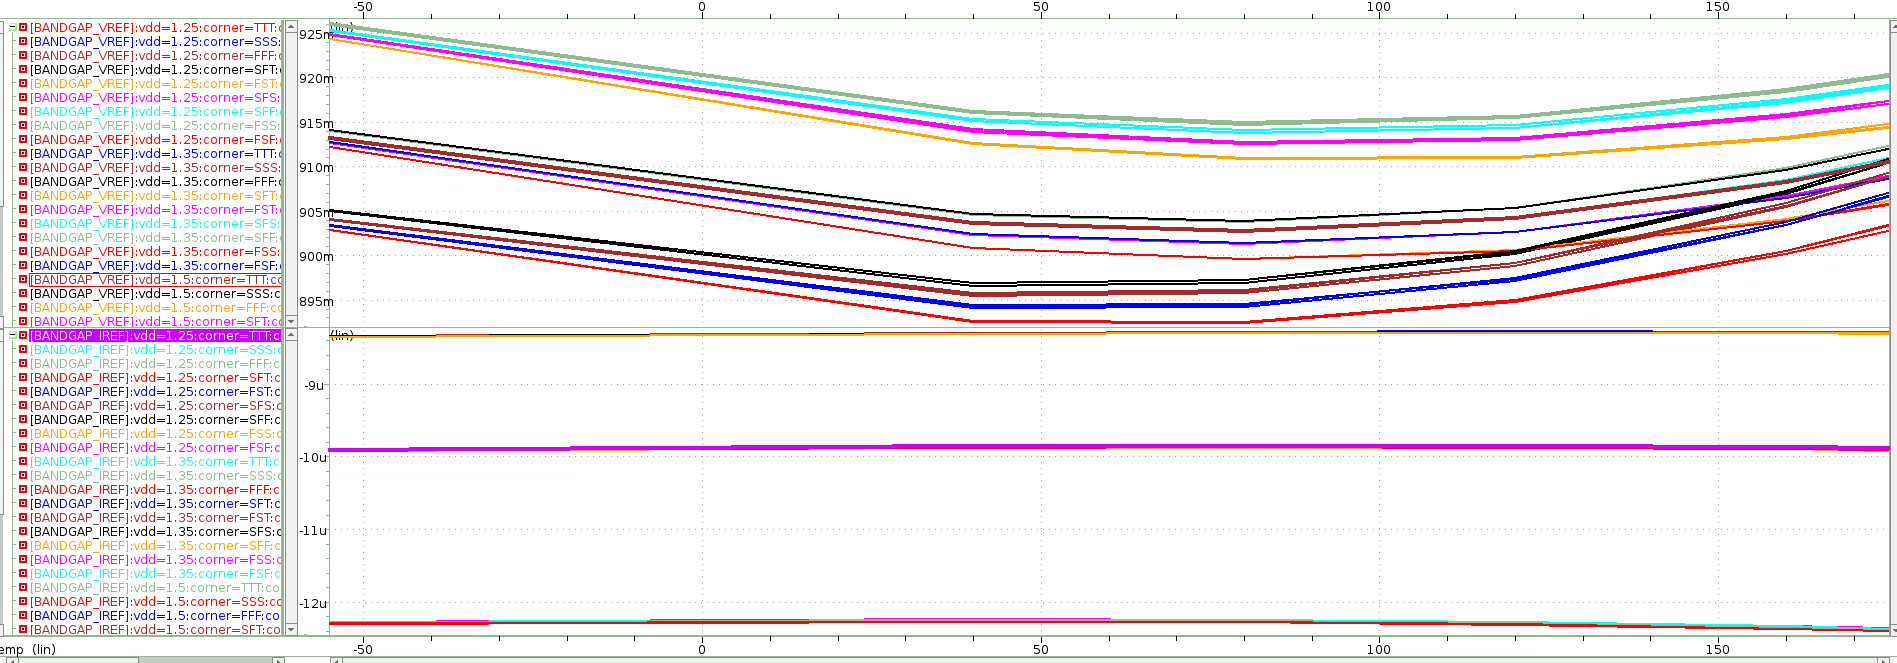 -50 0 50 100 150
[BANDGAP_VREF]:vdd=1.25:corner=TTT:
[BANDGAP_VREF]:vdd=1.25:corner=SSS:
[BANDGAP_VREF]:vdd=1.25:corner=FFF:
[BANDGAP_VREF]:vdd=1.25:corner=SFT:
[BANDGAP_VREF]:vdd=1.25:corner=FST:
[BANDGAP_VREF]:vdd=1.25:corner=SFS:
[BANDGAP_VREF]:vdd=1.25:corner=SFF:
[BANDGAP_VREF]:vdd=1.25:corner=FSS:
[BANDGAP_VREF]:vdd=1.25:corner=FSF:
[BANDGAP_VREF]:vdd=1.35:corner=TTT:
[BANDGAP_VREF]:vdd=1.35:corner=SSS:
[BANDGAP_VREF]:vdd=1.35:corner=FFF:
[BANDGAP_VREF]:vdd=1.35:corner=SFT:
[BANDGAP_VREF]:vdd=1.35:corner=FST:
[BANDGAP_VREF]:vdd=1.35:corner=SFS:
[BANDGAP_VREF]:vdd=1.35:corner=SFF:
[BANDGAP_VREF]:vdd=1.35:corner=FSS:
[BANDGAP_VREF]:vdd=1.35:corner=FSF:
[BANDGAP_VREF]:vdd=1.5:corner=TTT:co
[BANDGAP_VREF]:vdd=1.5:corner=SSS:c
[BANDGAP_VREF]:vdd=1.5:corner=FFF:c
[BANDGAP_VREF]:vdd=1.5:corner=SFT:c
(lin)
925m
920m
915m
910m
905m
900m
895m
[BANDGAP_IREF]:vdd=1.25:corner=TTT:c
[BANDGAP_IREF]:vdd=1.25:corner=SSS:c
[BANDGAP_IREF]:vdd=1.25:corner=FFF:c
[BANDGAP_IREF]:vdd=1.25:corner=SFT:c
[BANDGAP_IREF]:vdd=1.25:corner=FST:c
[BANDGAP_IREF]:vdd=1.25:corner=SFS:c
[BANDGAP_IREF]:vdd=1.25:corner=SFF:c
[BANDGAP_IREF]:vdd=1.25:corner=FSS:c
[BANDGAP_IREF]:vdd=1.25:corner=FSF:c
[BANDGAP_IREF]:vdd=1.35:corner=TTT:c
[BANDGAP_IREF]:vdd=1.35:corner=SSS:c
[BANDGAP_IREF]:vdd=1.35:corner=FFF:c
[BANDGAP_IREF]:vdd=1.35:corner=SFT:c
[BANDGAP_IREF]:vdd=1.35:corner=FST:c
[BANDGAP_IREF]:vdd=1.35:corner=SFS:c
[BANDGAP_IREF]:vdd=1.35:corner=SFF:c
[BANDGAP_IREF]:vdd=1.35:corner=FSS:c
[BANDGAP_IREF]:vdd=1.35:corner=FSF:c
[BANDGAP_IREF]:vdd=1.5:corner=TTT:co
[BANDGAP_IREF]:vdd=1.5:corner=SSS:cc
[BANDGAP_IREF]:vdd=1.5:corner=FFF:co
[BANDGAP_IREF]:vdd=1.5:corner=SFT:co
(lin)
-9u
-10u
-11u
-12u
emp (lin) -50 0 50 100 150